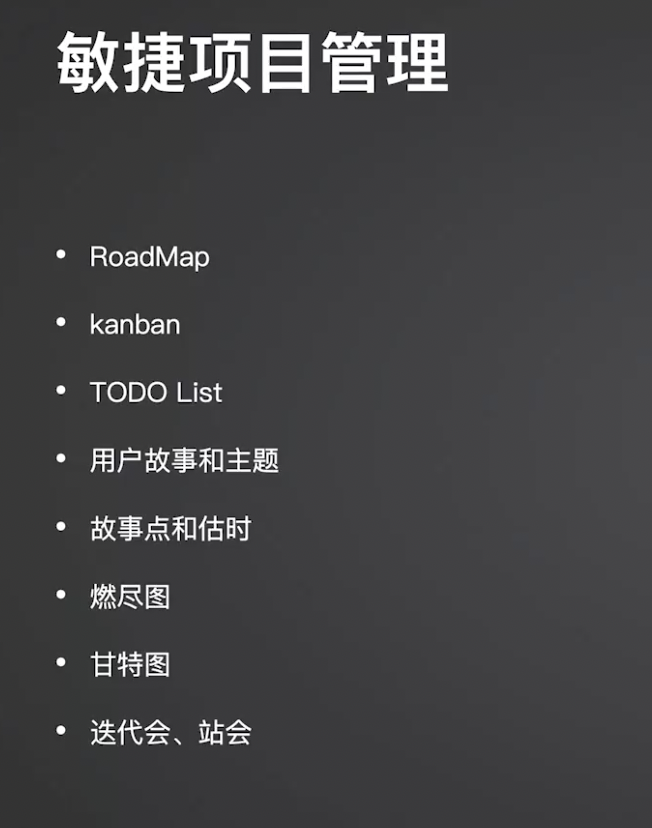 敏捷项目管理
• RoadMap
• kanban
• TODO List
• 用户故事和主题
• 故事点和估时
• 燃尽图
• 甘特图
• 迭代会、站会